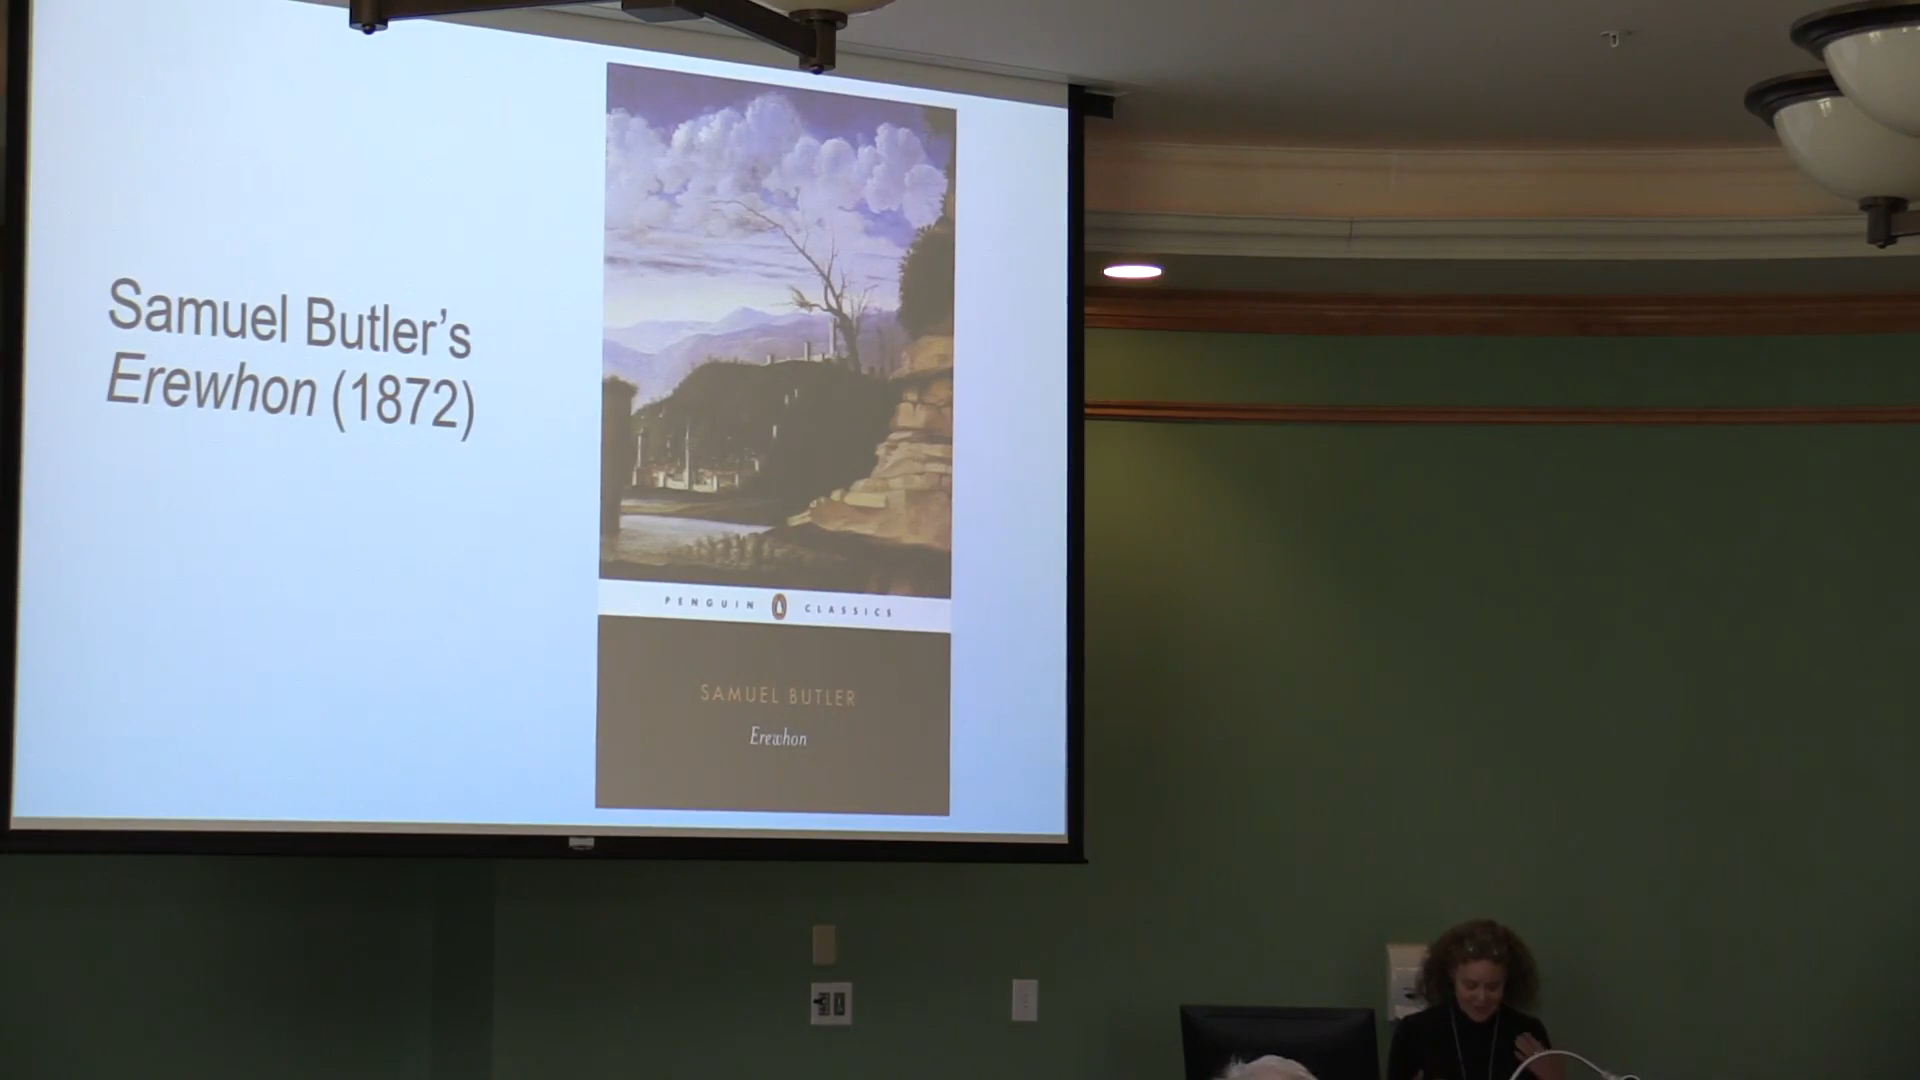 Samuel Butler’s
Erewhon (1872)
PENGUIN CLASSICS
SAMUEL BUTLER
Erewhon